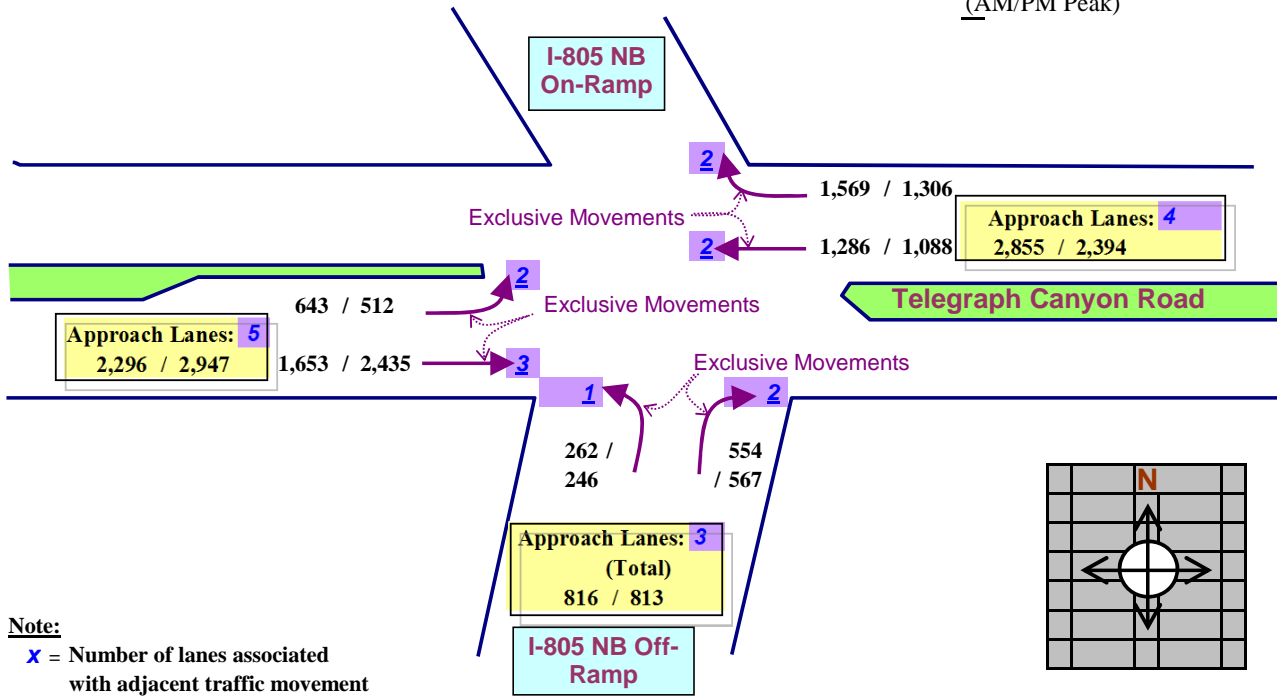 (AM/PM Peak)
I-805 NB
On-Ramp
2
1,569 / 1,306
Exclusive Movements
Approach Lanes: 4
2,855 / 2,394
2
1,286 / 1,088
2
643 / 512
Exclusive Movements
Telegraph Canyon Road
Approach Lanes: 5
2,296 / 2,947
1,653 / 2,435
3
Exclusive Movements
1
2
262 /
246
554
/ 567
N
Approach Lanes: 3
(Total)
816 / 813
Note:
x = Number of lanes associated
with adjacent traffic movement
I-805 NB Off-
Ramp